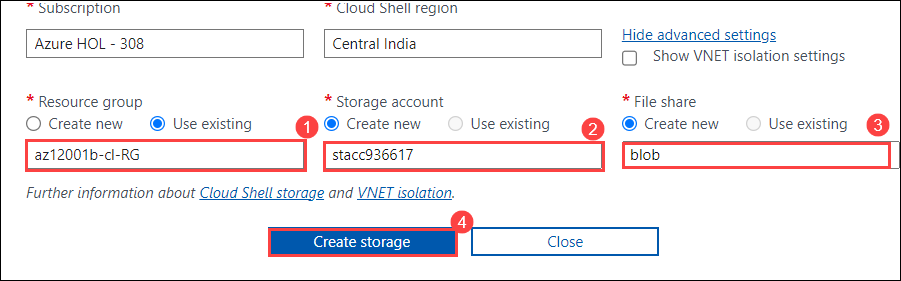 * Subscription
* Cloud Shell region
Azure HOL - 308
Central India
Hide advanced settings
Show VNET isolation settings
* Resource group
* Storage account
* File share
Create new Use existing 1
Create new Use existing 2
Create new Use existing 3
az12001b-cl-RG
stacc936617
blob
Further information about Cloud Shell storage and VNET isolation.
4
Create storage
Close